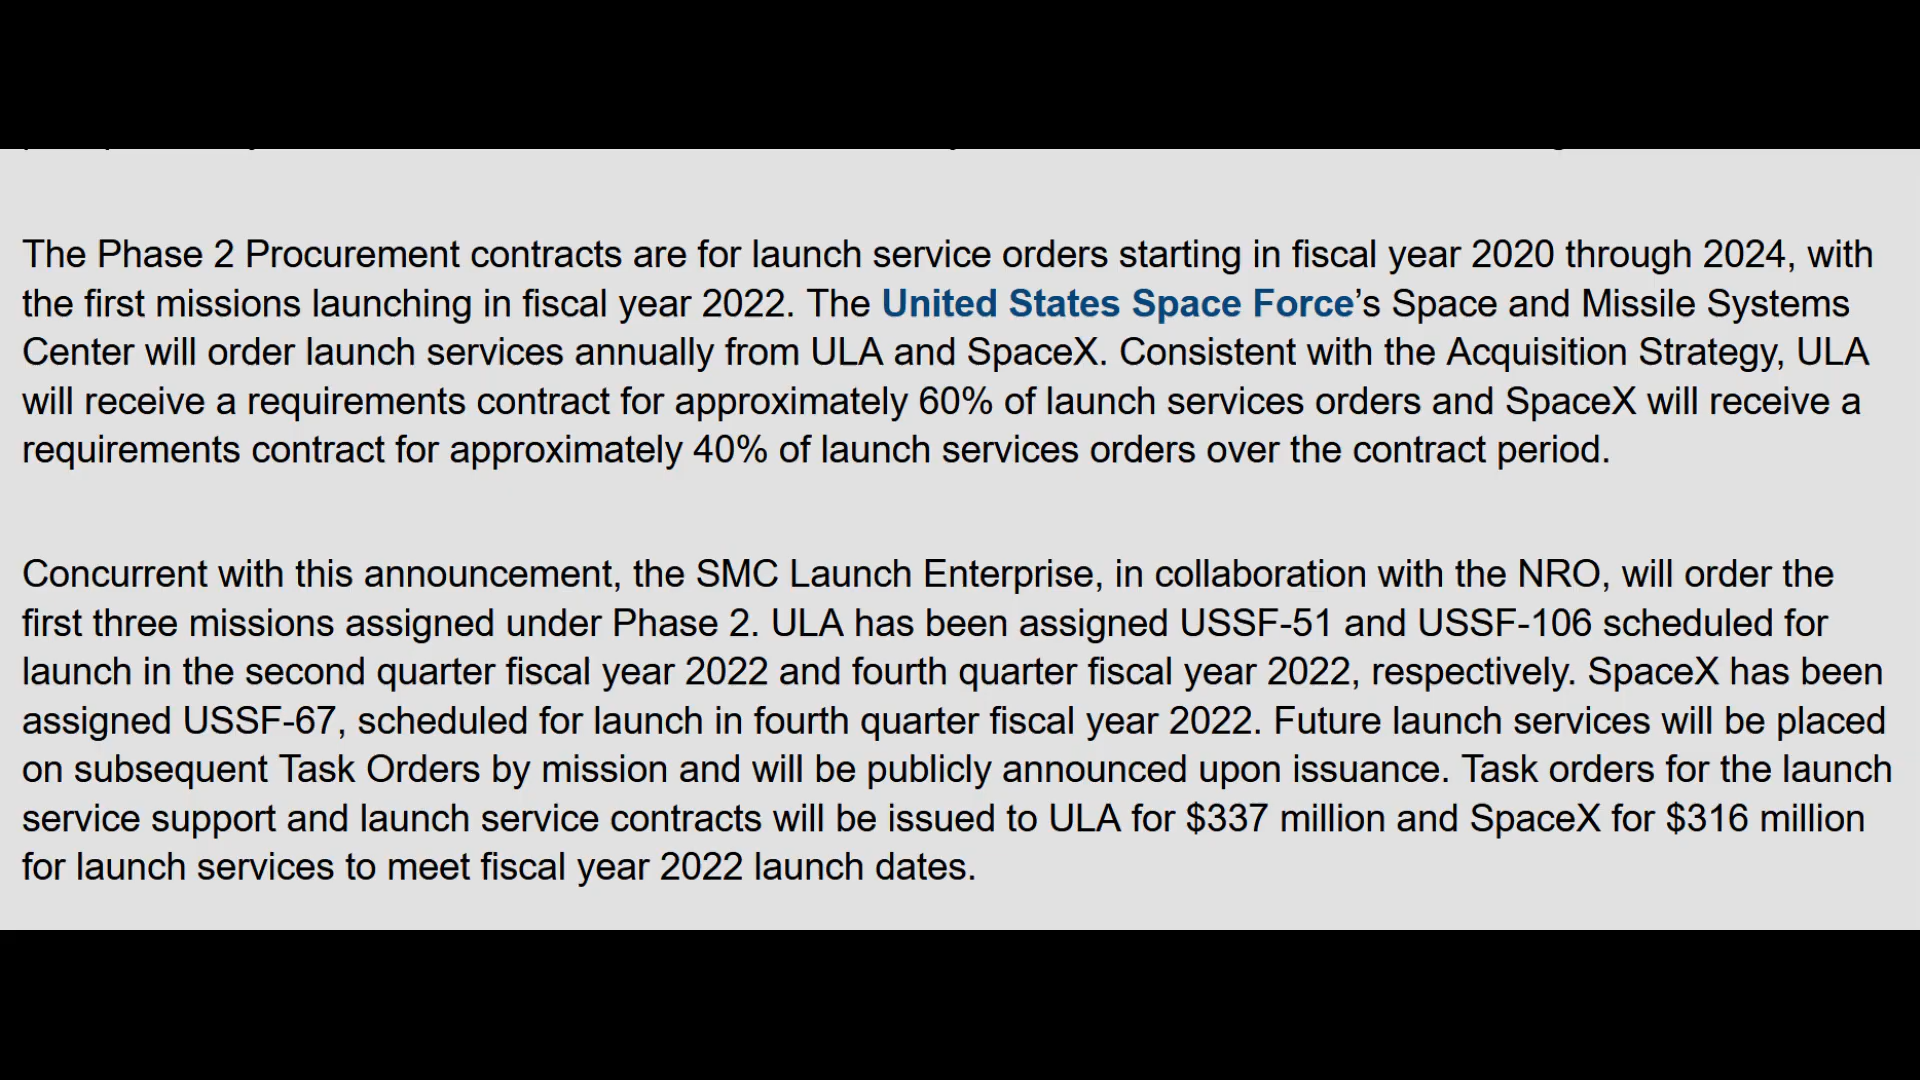 The Phase 2 Procurement contracts are for launch service orders starting in fiscal year 2020 through 2024, with
the first missions launching in fiscal year 2022. The United States Space Force’s Space and Missile Systems
Center will order launch services annually from ULA and SpaceX. Consistent with the Acquisition Strategy, ULA
will receive a requirements contract for approximately 60% of launch services orders and SpaceX will receive a
requirements contract for approximately 40% of launch services orders over the contract period.
Concurrent with this announcement, the SMC Launch Enterprise, in collaboration with the NRO, will order the
first three missions assigned under Phase 2. ULA has been assigned USSF-51 and USSF-106 scheduled for
launch in the second quarter fiscal year 2022 and fourth quarter fiscal year 2022, respectively. SpaceX has been
assigned USSF-67, scheduled for launch in fourth quarter fiscal year 2022. Future launch services will be placed
on subsequent Task Orders by mission and will be publicly announced upon issuance. Task orders for the launch
service support and launch service contracts will be issued to ULA for $337 million and SpaceX for $316 million
for launch services to meet fiscal year 2022 launch dates.